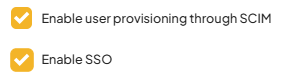 Enable user provisioning through SCIM
Enable SSO